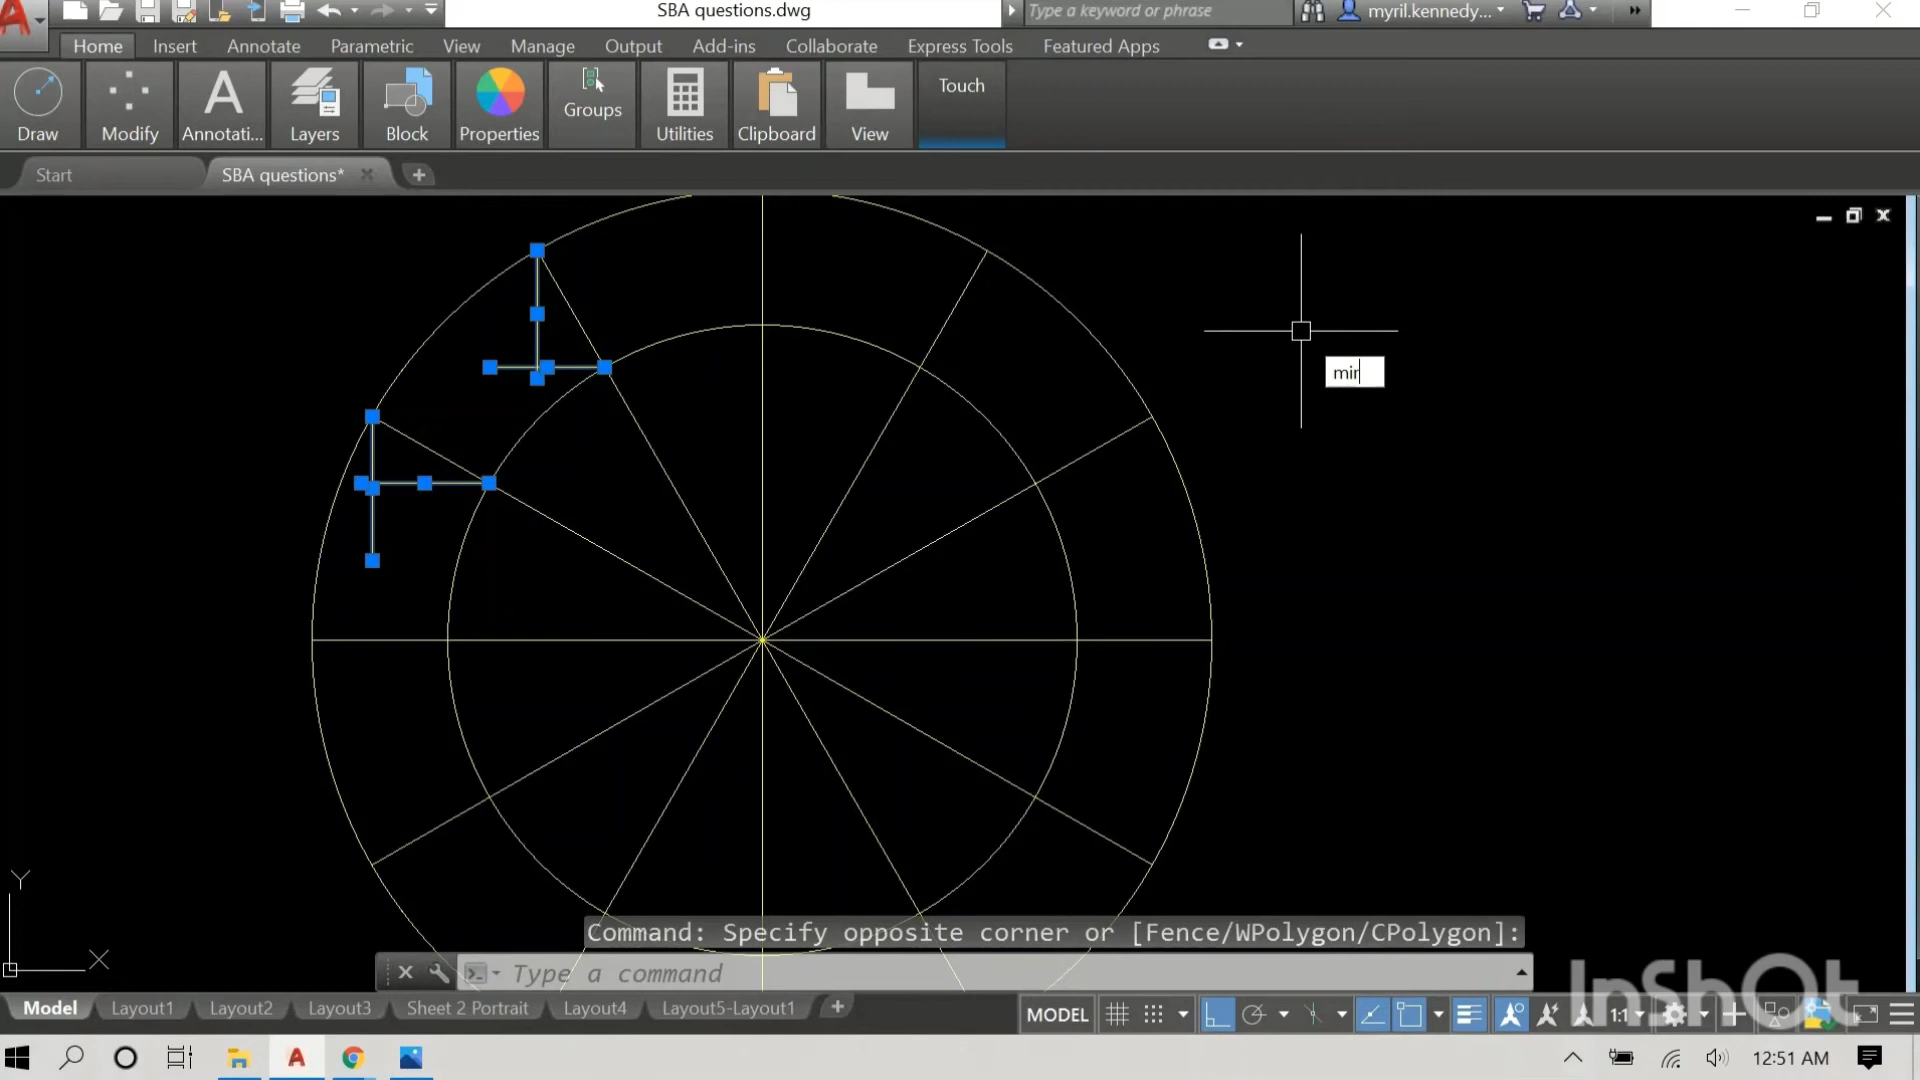 SBA questions.dwg
Type a keyword or phrase
myril.kennedy...
Home Insert Annotate Parametric View Manage Output Add-ins Collaborate Express Tools Featured Apps
Draw Modify Annotati... Layers Block Properties Groups Utilities Clipboard View Touch
Start SBA questions*
mir
Y
X
Command: Specify opposite corner or [Fence/WPolygon/CPolygon]:
Type a command
Model Layout1 Layout2 Layout3 Sheet 2 Portrait Layout4 Layout5-Layout1
MODEL 1:1
InShOt
12:51 AM